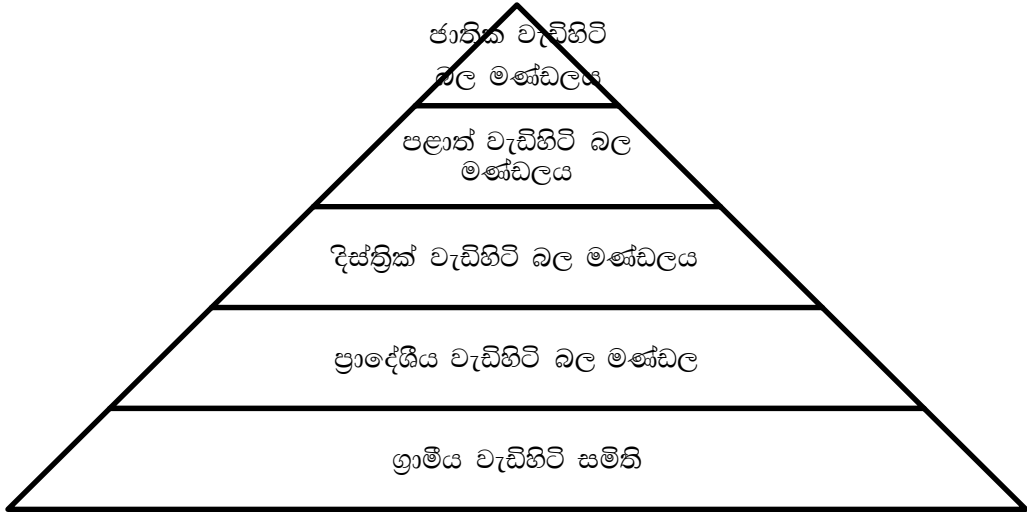 ජාතික වැඩිහිටි
බල මණ්ඩලය
පළාත් වැඩිහිටි බල
මණ්ඩලය
දිස්ත්‍රික් වැඩිහිටි බල මණ්ඩලය
ප්‍රාදේශීය වැඩිහිටි බල මණ්ඩල
ග්‍රාමීය වැඩිහිටි සමිති